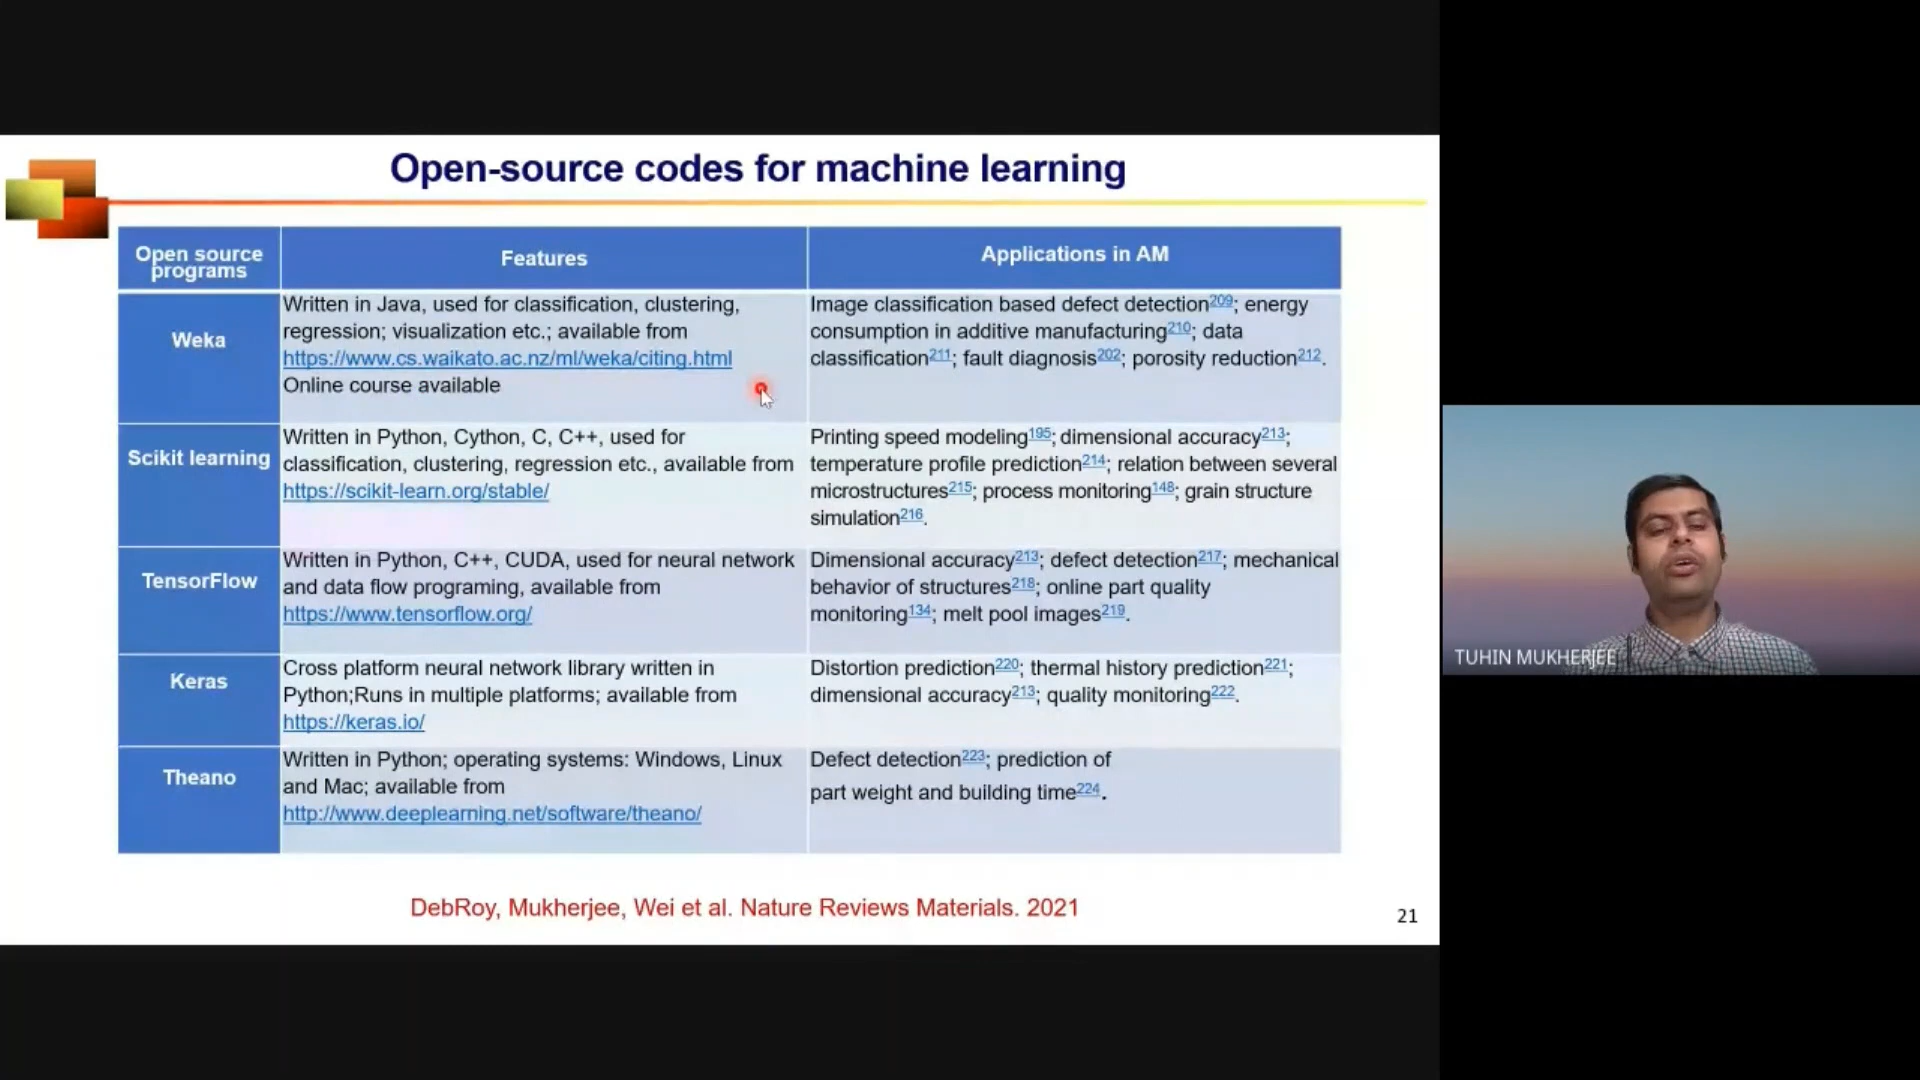 Open-source codes for machine learning
Open source
programs
Features
Applications in AM
Weka
Written in Java, used for classification, clustering,
regression; visualization etc.; available from
https://www.cs.waikato.ac.nz/ml/weka/citing.html
Online course available
Image classification based defect detection209; energy
consumption in additive manufacturing210; data
classification211; fault diagnosis202; porosity reduction212.
Scikit learning
Written in Python, Cython, C, C++, used for
classification, clustering, regression etc., available from
https://scikit-learn.org/stable/
Printing speed modeling195; dimensional accuracy213;
temperature profile prediction214; relation between several
microstructures215; process monitoring148; grain structure
simulation216.
TensorFlow
Written in Python, C++, CUDA, used for neural network
and data flow programing, available from
https://www.tensorflow.org/
Dimensional accuracy213; defect detection217; mechanical
behavior of structures218; online part quality
monitoring134; melt pool images219.
Keras
Cross platform neural network library written in
Python;Runs in multiple platforms; available from
https://keras.io/
Distortion prediction220; thermal history prediction221;
dimensional accuracy213; quality monitoring222.
Theano
Written in Python; operating systems: Windows, Linux
and Mac; available from
http://www.deeplearning.net/software/theano/
Defect detection223; prediction of
part weight and building time224.
DebRoy, Mukherjee, Wei et al. Nature Reviews Materials. 2021
21
TUHIN MUKHERJEE